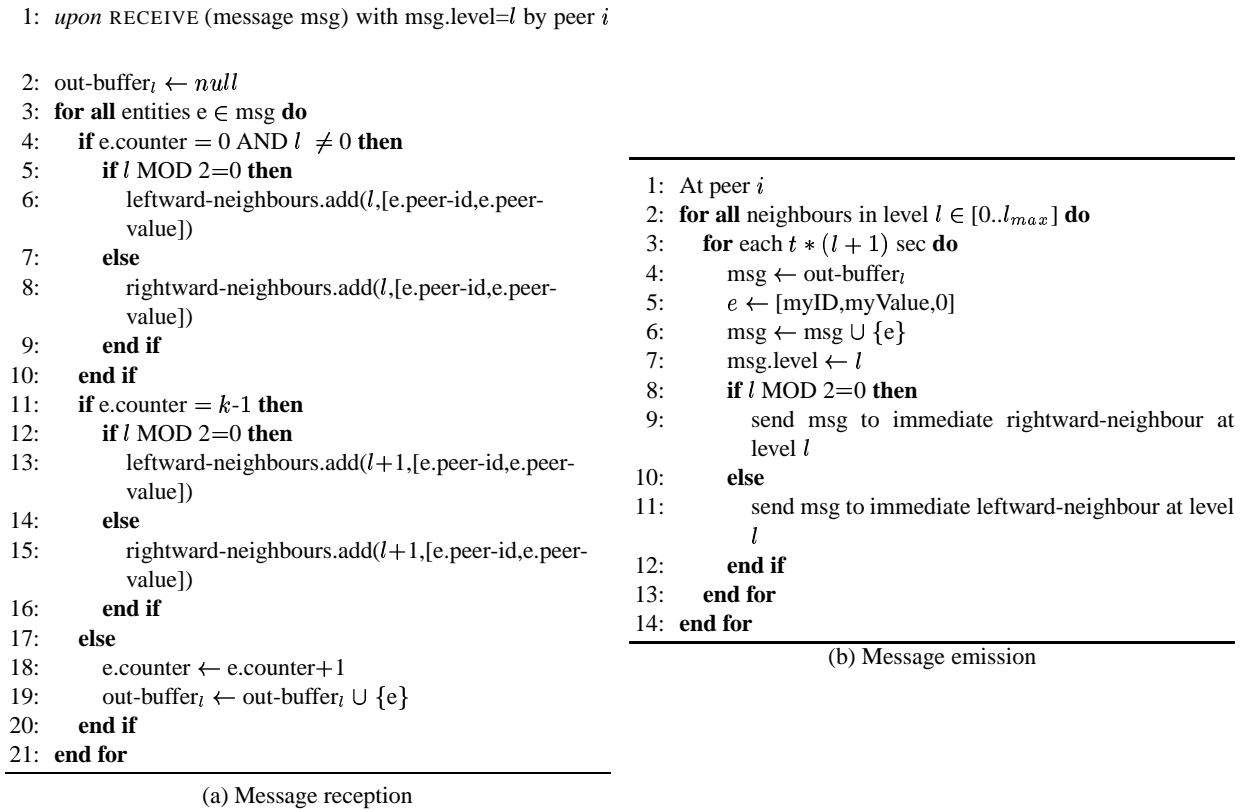 1: upon RECEIVE (message msg) with msg.level=l by peer i
2: out-buffer_l ← null
3: for all entities e ∈ msg do
4: if e.counter = 0 AND l ≠ 0 then
5: if l MOD 2=0 then
6: leftward-neighbours.add(l,[e.peer-id,e.peer-
value])
7: else
8: rightward-neighbours.add(l,[e.peer-id,e.peer-
value])
9: end if
10: end if
11: if e.counter = k-1 then
12: if l MOD 2=0 then
13: leftward-neighbours.add(l+1,[e.peer-id,e.peer-
value])
14: else
15: rightward-neighbours.add(l+1,[e.peer-id,e.peer-
value])
16: end if
17: else
18: e.counter ← e.counter+1
19: out-buffer_l ← out-buffer_l ∪ {e}
20: end if
21: end for
(a) Message reception
1: At peer i
2: for all neighbours in level l ∈ [0..l_max] do
3: for each t * (l + 1) sec do
4: msg ← out-buffer_l
5: e ← [myID,myValue,0]
6: msg ← msg ∪ {e}
7: msg.level ← l
8: if l MOD 2=0 then
9: send msg to immediate rightward-neighbour at
level l
10: else
11: send msg to immediate leftward-neighbour at level
l
12: end if
13: end for
14: end for
(b) Message emission